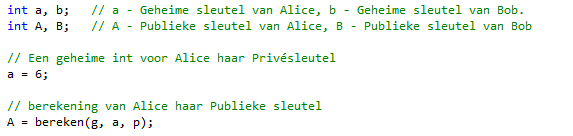 int a, b;   // a - Geheime sleutel van Alice, b - Geheime sleutel van Bob.
int A, B;   // A - Publieke sleutel van Alice, B - Publieke sleutel van Bob
// Een geheime int voor Alice haar Privésleutel
a = 6;
// berekening van Alice haar Publieke sleutel
A = bereken(g, a, p);